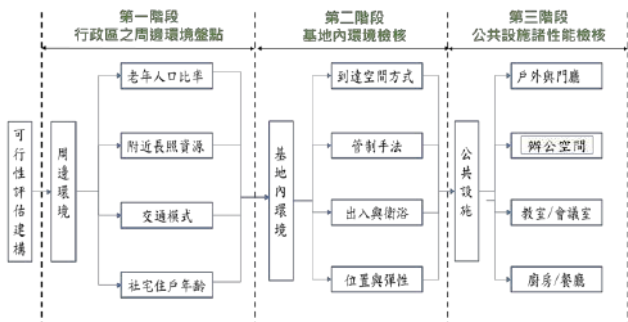 第一階段
行政區之周邊環境盤點
第二階段
基地內環境檢核
第三階段
公共設施諸性能檢核
可行性評估建構
周邊環境
老年人口比率
附近長照資源
交通模式
社宅住戶年齡
基地內環境
到達空間方式
管制手法
出入與衛浴
位置與彈性
公共設施
戶外與門廳
辦公空間
教室/會議室
廚房/餐廳